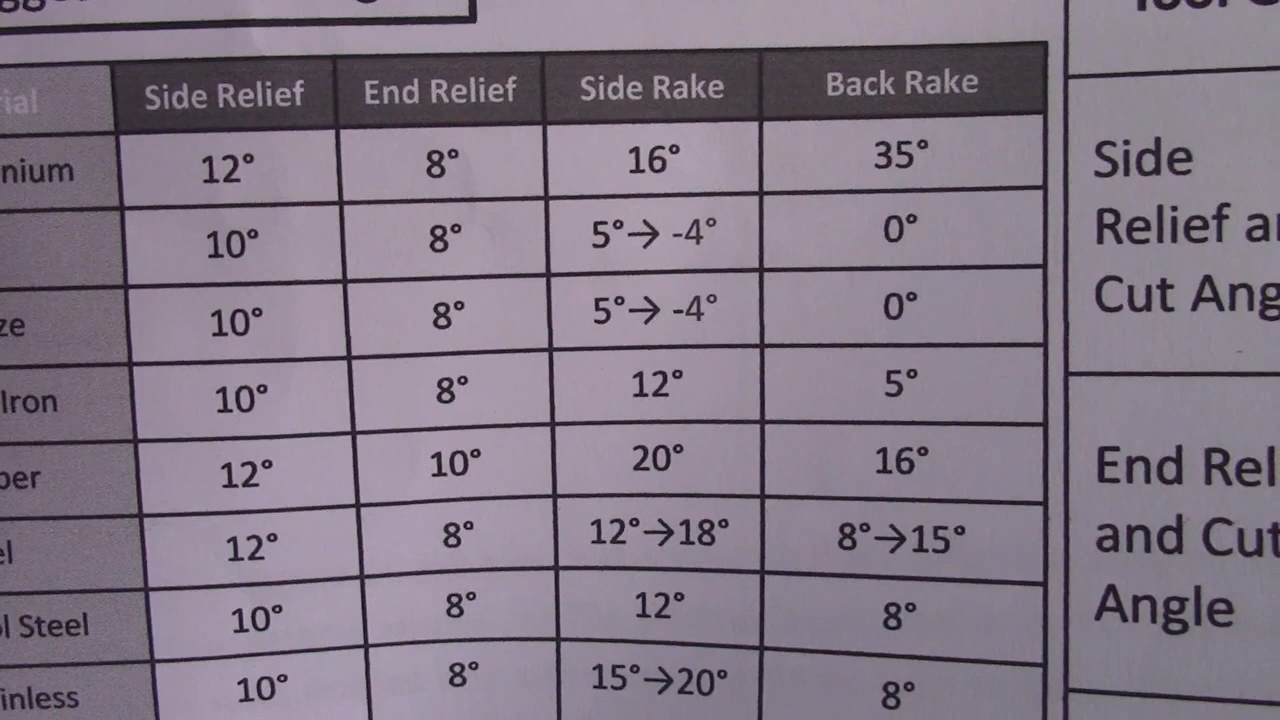 rial Side Relief End Relief Side Rake Back Rake
nium 12° 8° 16° 35°
10° 8° 5°→ -4° 0°
ze 10° 8° 5°→ -4° 0°
Iron 10° 8° 12° 5°
per 12° 10° 20° 16°
el 12° 8° 12°→18° 8°→15°
ol Steel 10° 8° 12° 8°
inless 10° 8° 15°→20° 8°
Side
Relief an
Cut Ang
End Rel
and Cut
Angle